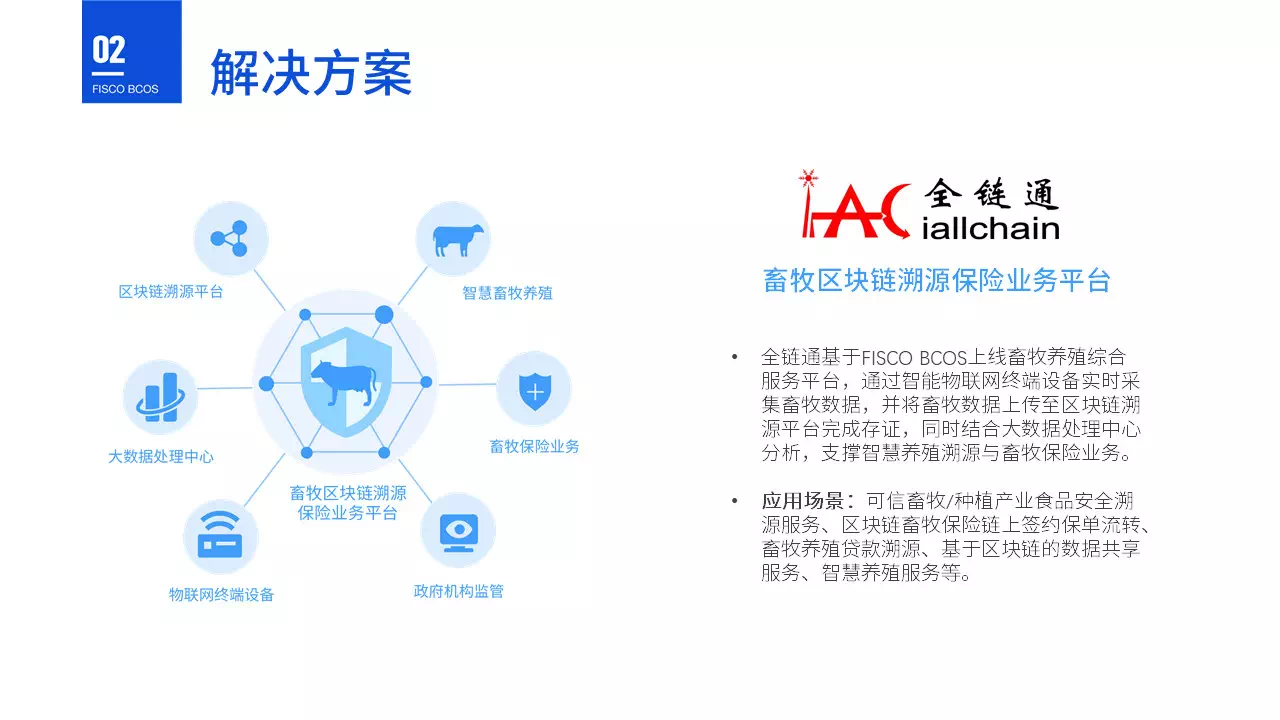 02
FISCO BCOS
解决方案
区块链溯源平台
智慧畜牧养殖
大数据处理中心
畜牧保险业务
畜牧区块链溯源
保险业务平台
物联网终端设备
政府机构监管
iAC
全链通
iallchain
畜牧区块链溯源保险业务平台
• 全链通基于FISCO BCOS上线畜牧养殖综合
服务平台，通过智能物联网终端设备实时采
集畜牧数据，并将畜牧数据上传至区块链溯
源平台完成存证，同时结合大数据处理中心
分析，支撑智慧养殖溯源与畜牧保险业务。
• 应用场景：可信畜牧/种植产业食品安全溯
源服务、区块链畜牧保险链上签约保单流转、
畜牧养殖贷款溯源、基于区块链的数据共享
服务、智慧养殖服务等。